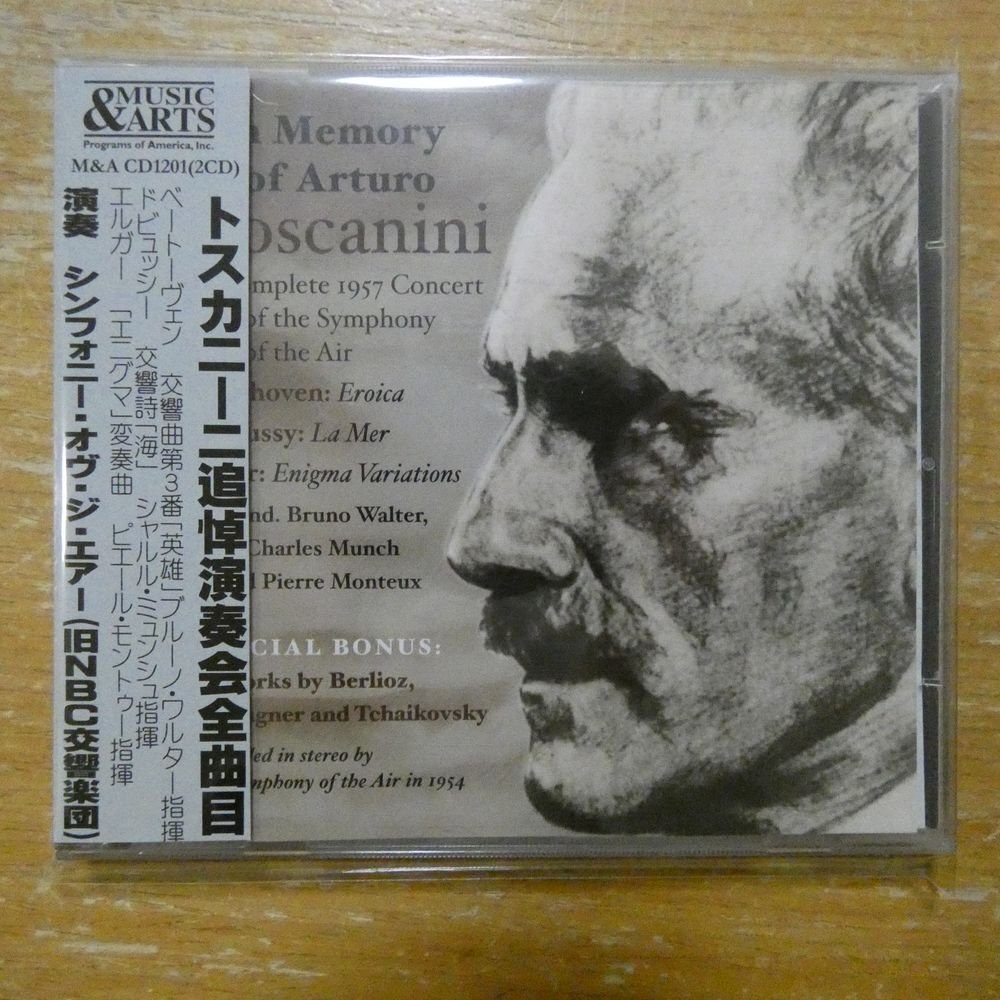 MUSIC
&ARTS
Programs of America, Inc.
M&A CD1201(2CD)
トスカニーニ追悼演奏会全曲目
ベートーヴェン 交響曲第3番「英雄」ブルーノ・ワルター指揮
ドビュッシー 交響詩「海」 シャルル・ミュンシュ指揮
エルガー 「エニグマ」変奏曲 ピエール・モントゥー指揮
演奏 シンフォニー・オヴ・ジ・エアー(旧NBC交響楽団)
n Memory
of Arturo
oscanini
mplete 1957 Concert
of the Symphony
of the Air
hoven: Eroica
ussy: La Mer
r: Enigma Variations
nd. Bruno Walter,
Charles Munch
l Pierre Monteux
CIAL BONUS:
orks by Berlioz,
gner and Tchaikovsky
led in stereo by
mphony of the Air in 1954